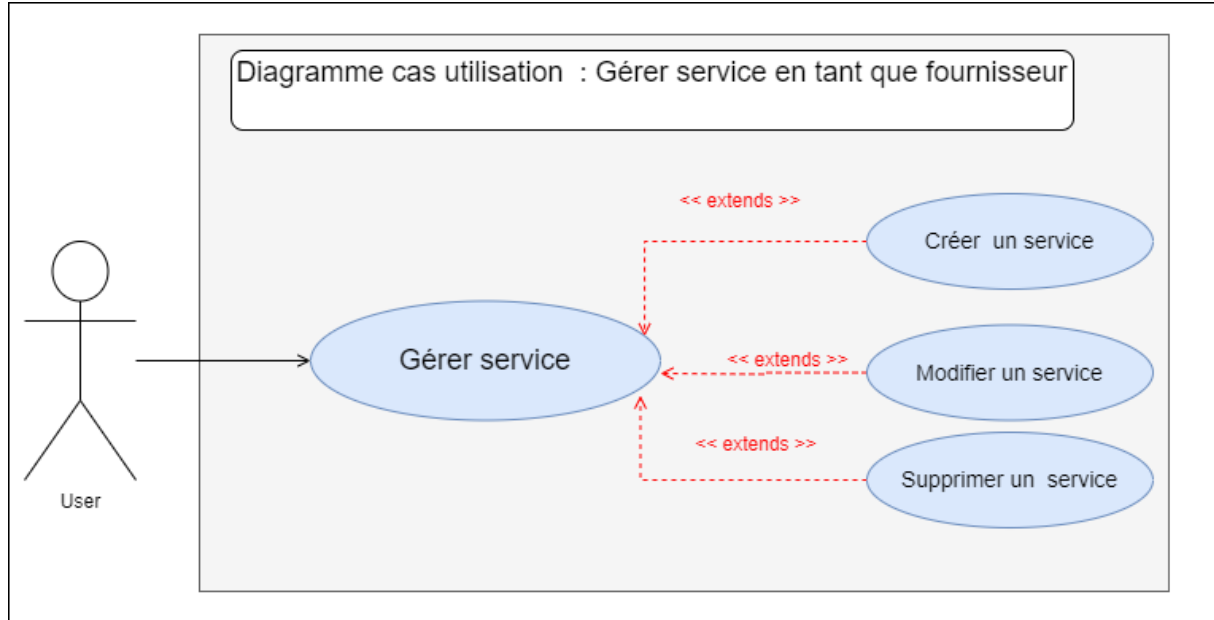 Diagramme cas utilisation : Gérer service en tant que fournisseur
<< extends >>
Créer un service
Gérer service
<< extends >>
Modifier un service
<< extends >>
Supprimer un service
User